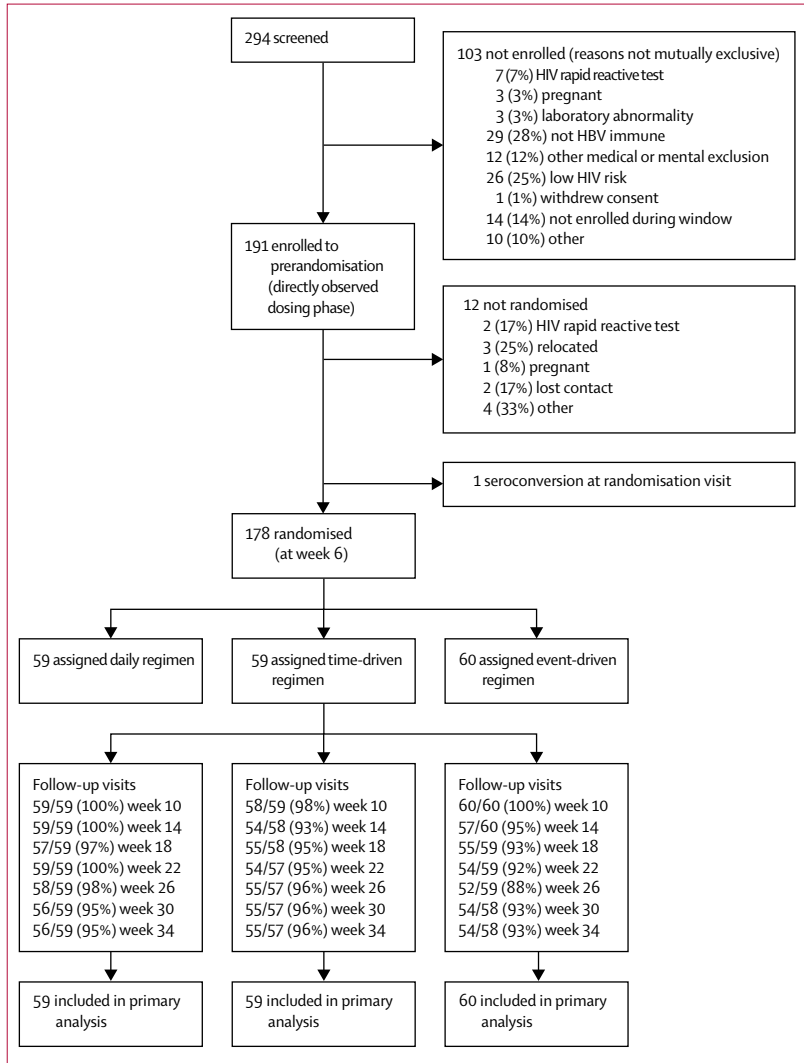 294 screened
103 not enrolled (reasons not mutually exclusive)
7 (7%) HIV rapid reactive test
3 (3%) pregnant
3 (3%) laboratory abnormality
29 (28%) not HBV immune
12 (12%) other medical or mental exclusion
26 (25%) low HIV risk
1 (1%) withdrew consent
14 (14%) not enrolled during window
10 (10%) other
191 enrolled to
prerandomisation
(directly observed
dosing phase)
12 not randomised
2 (17%) HIV rapid reactive test
3 (25%) relocated
1 (8%) pregnant
2 (17%) lost contact
4 (33%) other
1 seroconversion at randomisation visit
178 randomised
(at week 6)
59 assigned daily regimen
59 assigned time-driven
regimen
60 assigned event-driven
regimen
Follow-up visits
59/59 (100%) week 10
59/59 (100%) week 14
57/59 (97%) week 18
59/59 (100%) week 22
58/59 (98%) week 26
56/59 (95%) week 30
56/59 (95%) week 34
Follow-up visits
58/59 (98%) week 10
54/58 (93%) week 14
55/58 (95%) week 18
54/57 (95%) week 22
55/57 (96%) week 26
55/57 (96%) week 30
55/57 (96%) week 34
Follow-up visits
60/60 (100%) week 10
57/60 (95%) week 14
55/59 (93%) week 18
54/59 (92%) week 22
52/59 (88%) week 26
54/58 (93%) week 30
54/58 (93%) week 34
59 included in primary
analysis
59 included in primary
analysis
60 included in primary
analysis